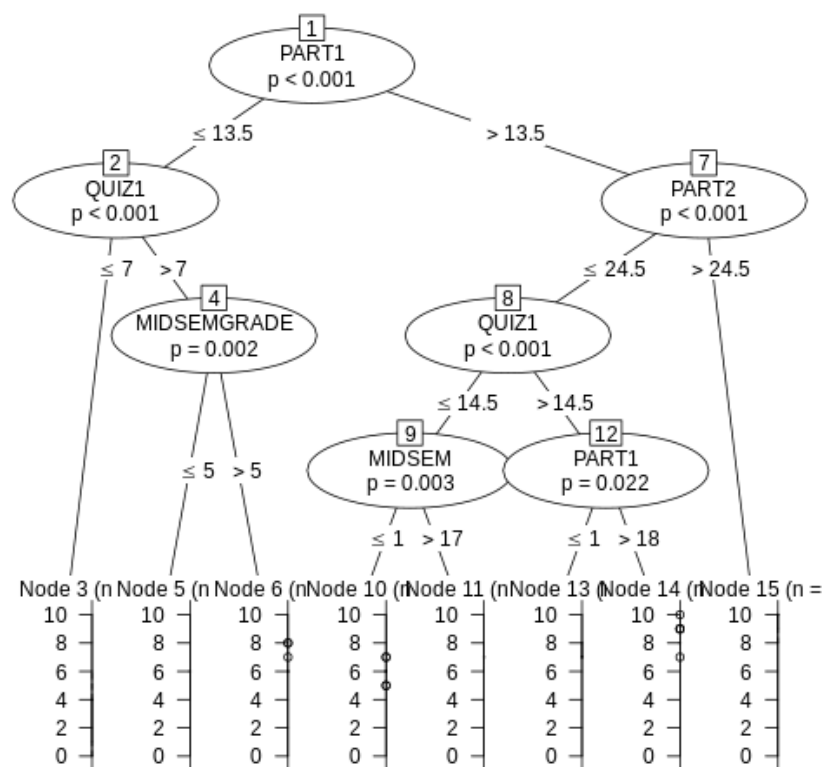 1
PART1
p < 0.001
≤ 13.5
> 13.5
2
QUIZ1
p < 0.001
7
PART2
p < 0.001
≤ 7
> 7
≤ 24.5
> 24.5
4
MIDSEMGRADE
p = 0.002
8
QUIZ1
p < 0.001
≤ 14.5
> 14.5
9
MIDSEM
p = 0.003
12
PART1
p = 0.022
≤ 5
> 5
≤ 1
> 17
≤ 1
> 18
Node 3 (n
Node 5 (n
Node 6 (n
Node 10 (n
Node 11 (n
Node 13 (
Node 14 (n
Node 15 (n =
10 10 10 10 10 10 10 10
8 8 8 8 8 8 8 8
6 6 6 6 6 6 6 6
4 4 4 4 4 4 4 4
2 2 2 2 2 2 2 2
0 0 0 0 0 0 0 0